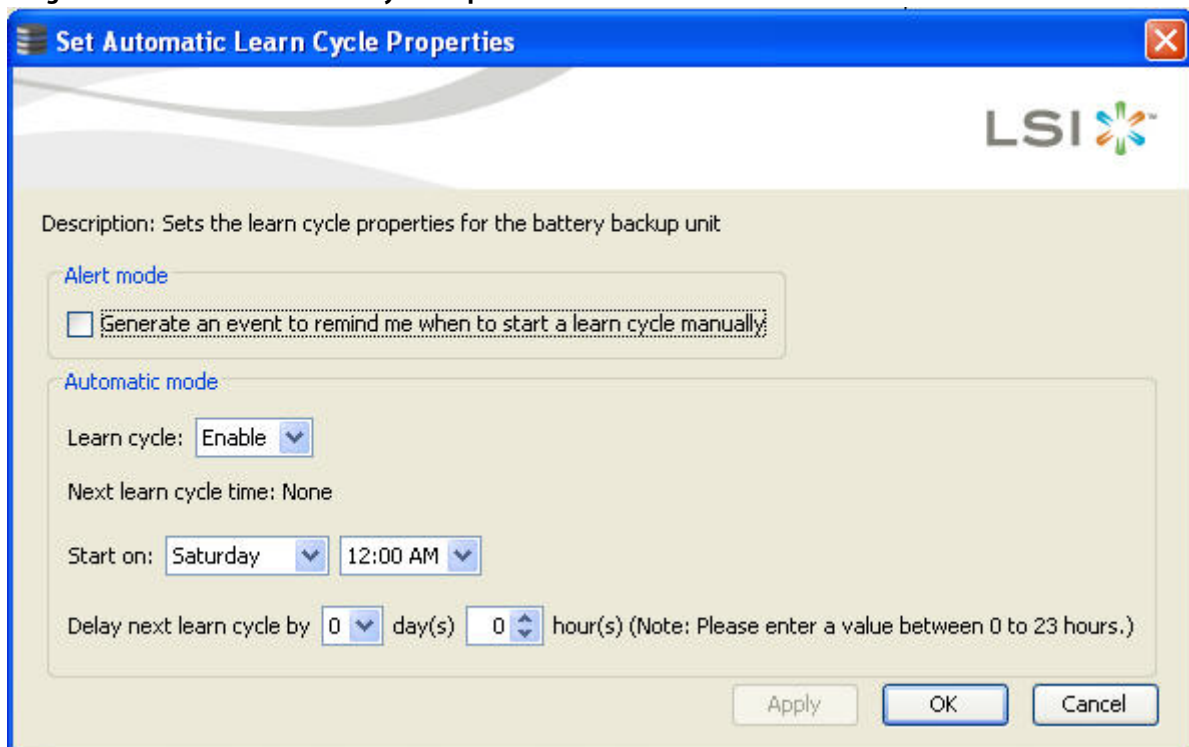 Set Automatic Learn Cycle Properties
LSI™
Description: Sets the learn cycle properties for the battery backup unit
Alert mode
Generate an event to remind me when to start a learn cycle manually
Automatic mode
Learn cycle: Enable
Next learn cycle time: None
Start on: Saturday 12:00 AM
Delay next learn cycle by 0 day(s) 0 hour(s) (Note: Please enter a value between 0 to 23 hours.)
Apply OK Cancel